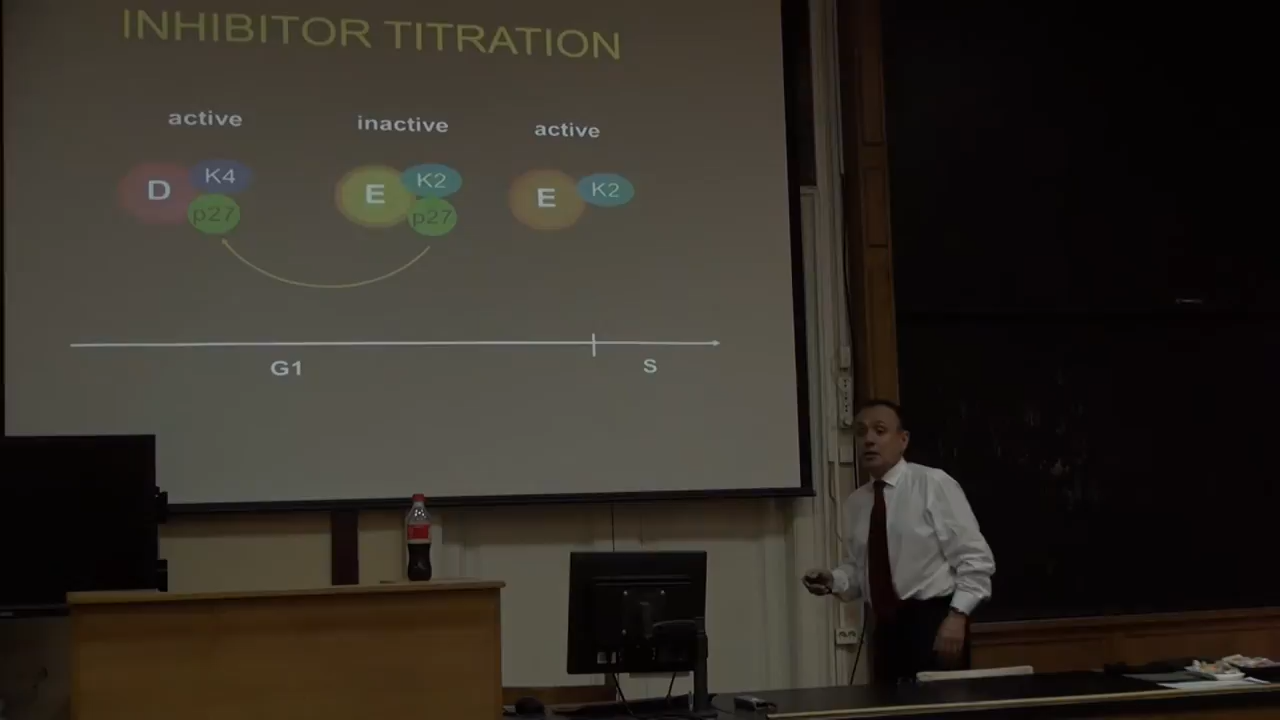 INHIBITOR TITRATION
active
inactive
active
D
K4
p27
E
K2
p27
E
K2
G1
S